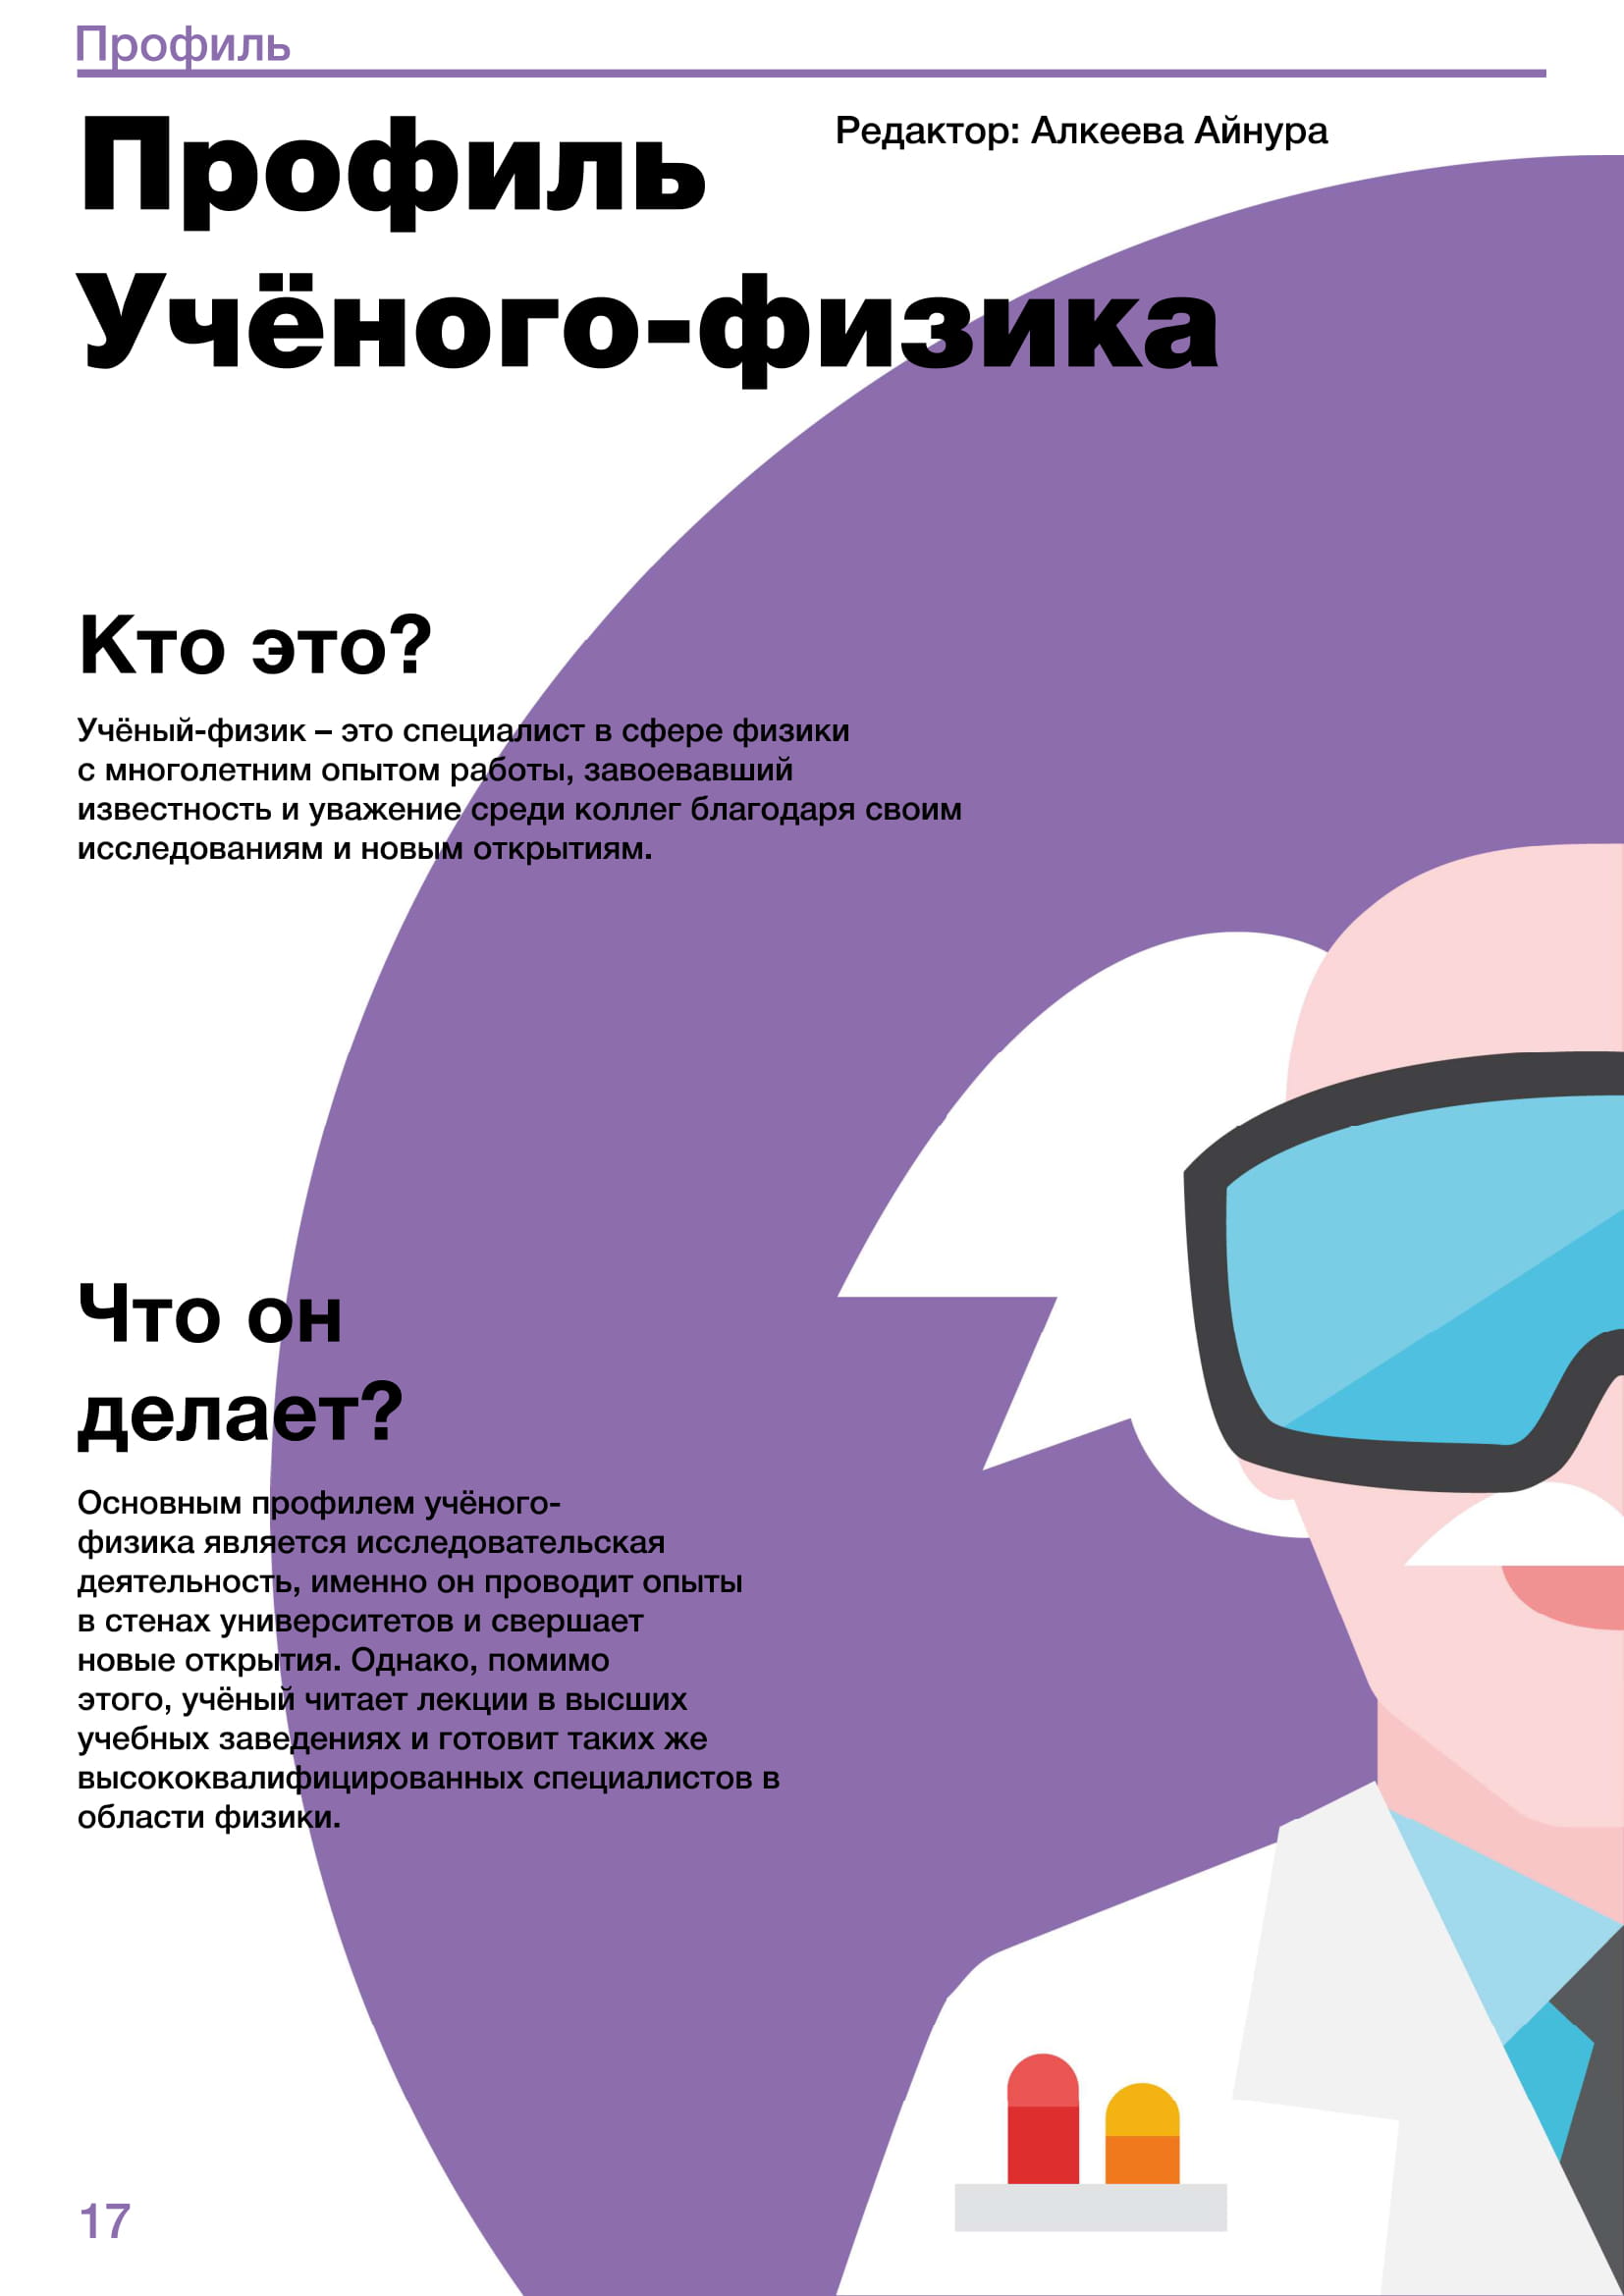 Профиль
Профиль
Редактор: Алкеева Айнура
Учёного-физика
Кто это?
Учёный-физик – это специалист в сфере физики
с многолетним опытом работы, завоевавший
известность и уважение среди коллег благодаря своим
исследованиям и новым открытиям.
Что он
делает?
Основным профилем учёного-
физика является исследовательская
деятельность, именно он проводит опыты
в стенах университетов и свершает
новые открытия. Однако, помимо
этого, учёный читает лекции в высших
учебных заведениях и готовит таких же
высококвалифицированных специалистов в
области физики.
17